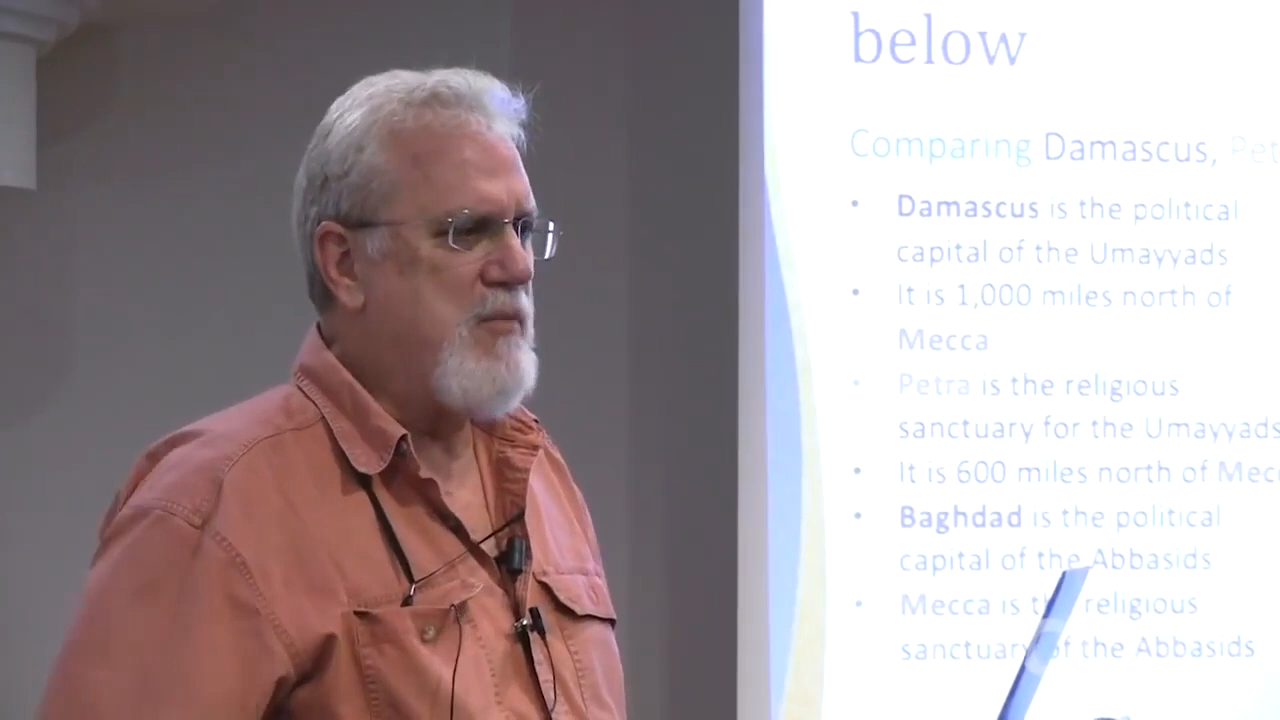 below
Comparing Damascus, Pet
• Damascus is the political
capital of the Umayyads
• It is 1,000 miles north of
Mecca
• Petra is the religious
sanctuary for the Umayyads
• It is 600 miles north of Mec
• Baghdad is the political
capital of the Abbasids
• Mecca is religious
sanctuary of the Abbasids